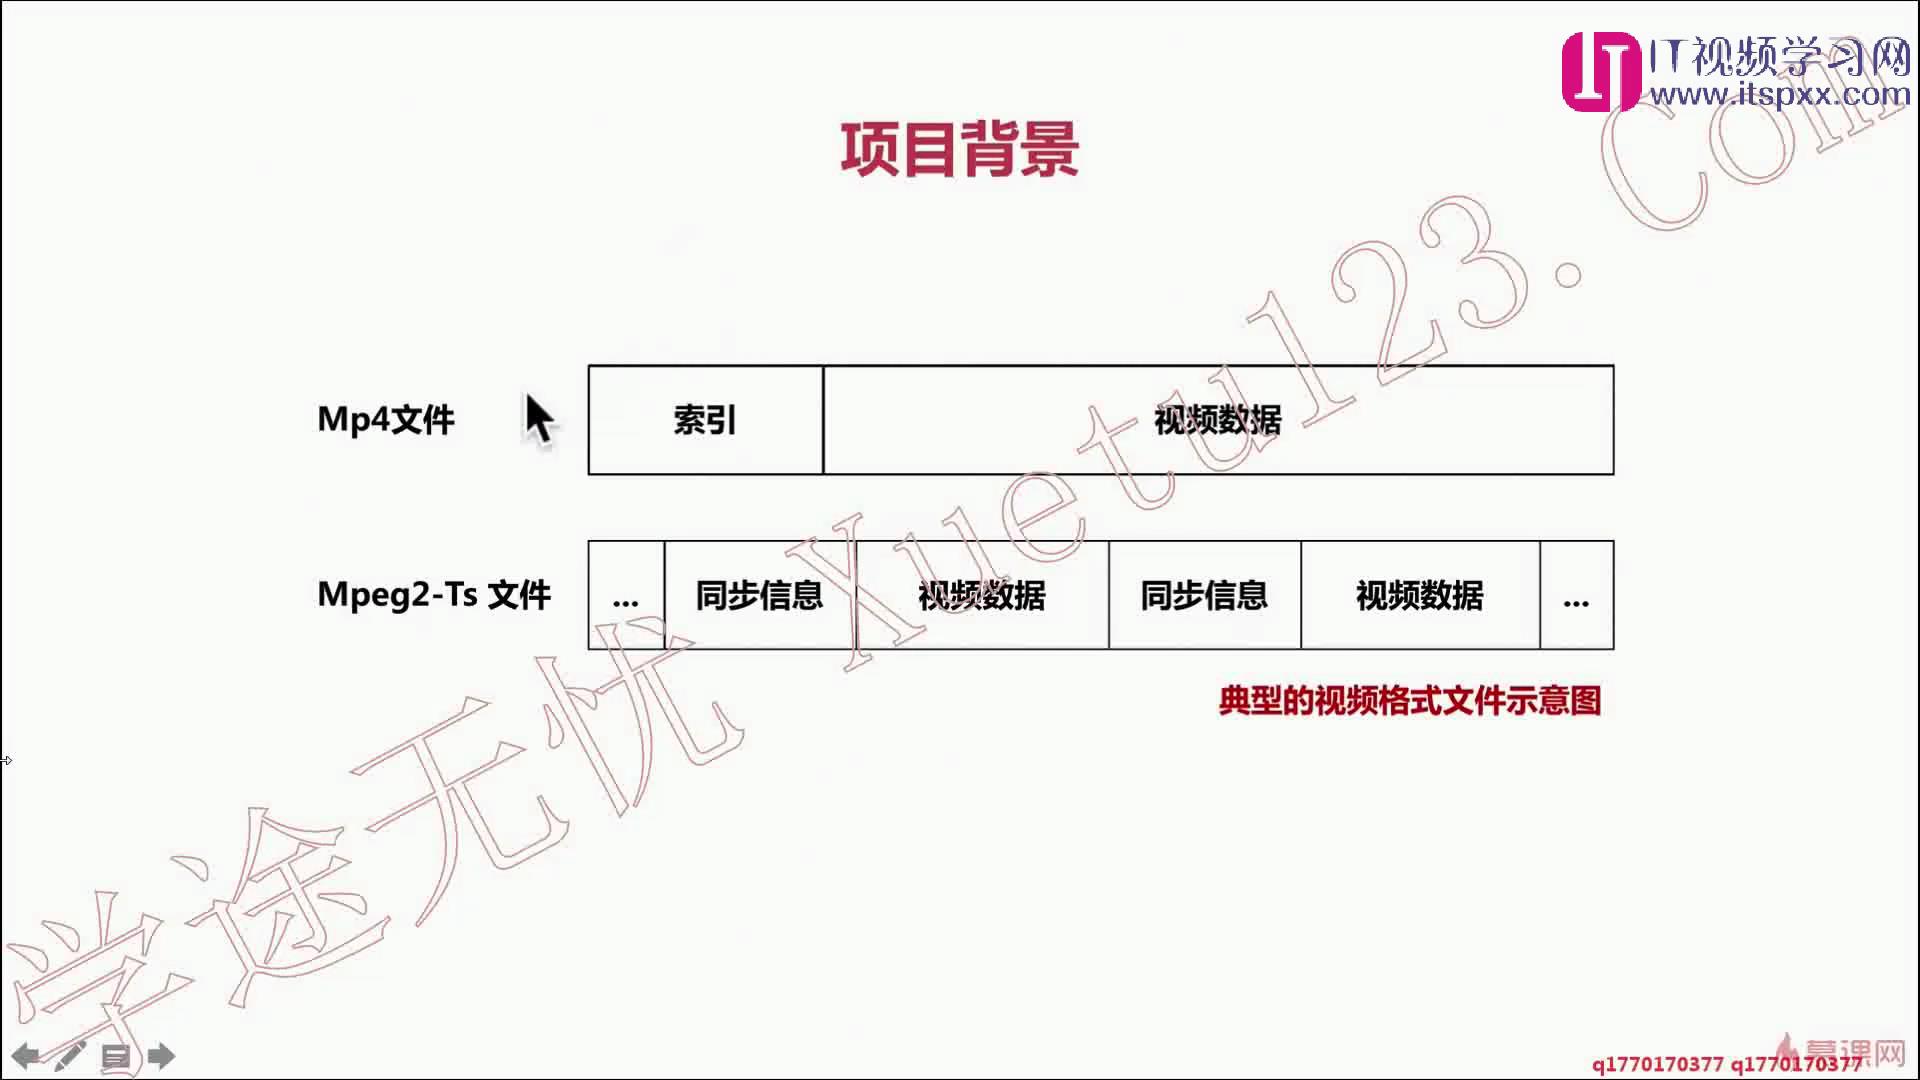 IT视频学习网
www.itspxx.com
项目背景
Mp4文件
索引
视频数据
Mpeg2-Ts 文件
...
同步信息
视频数据
同步信息
视频数据
...
典型的视频格式文件示意图
学途无忧 Xuetu123.Com
慕课网
q1770170377 q1770170377